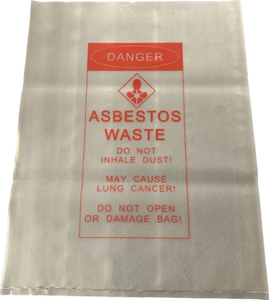 DANGER
ASBESTOS
WASTE
DO NOT
INHALE DUST!
MAY CAUSE
LUNG CANCER!
DO NOT OPEN
OR DAMAGE BAG!